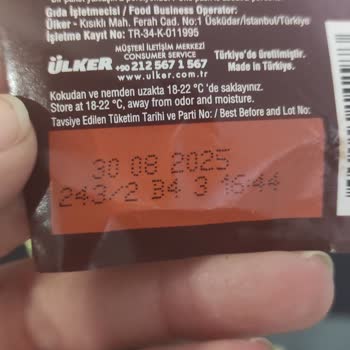 Gıda İşletmecisi / Food Business Operator:
Ülker - Kısıklı Mah. Ferah Cad. No:1 Üsküdar/İstanbul/Türkiye
İşletme Kayıt No: TR-34-K-011995
MÜŞTERİ İLETİŞİM MERKEZİ
CONSUMER SERVICE
ÜLKER +90 212 567 1 567
www.ulker.com.tr
Türkiye'de üretilmiştir.
Made in Türkiye.
Kokudan ve nemden uzakta 18-22 °C 'de saklayınız.
Store at 18-22 °C, away from odor and moisture.
Tavsiye Edilen Tüketim Tarihi ve Parti No: / Best Before and Lot No:
30 08 2025
243/2 B4 3 16:44